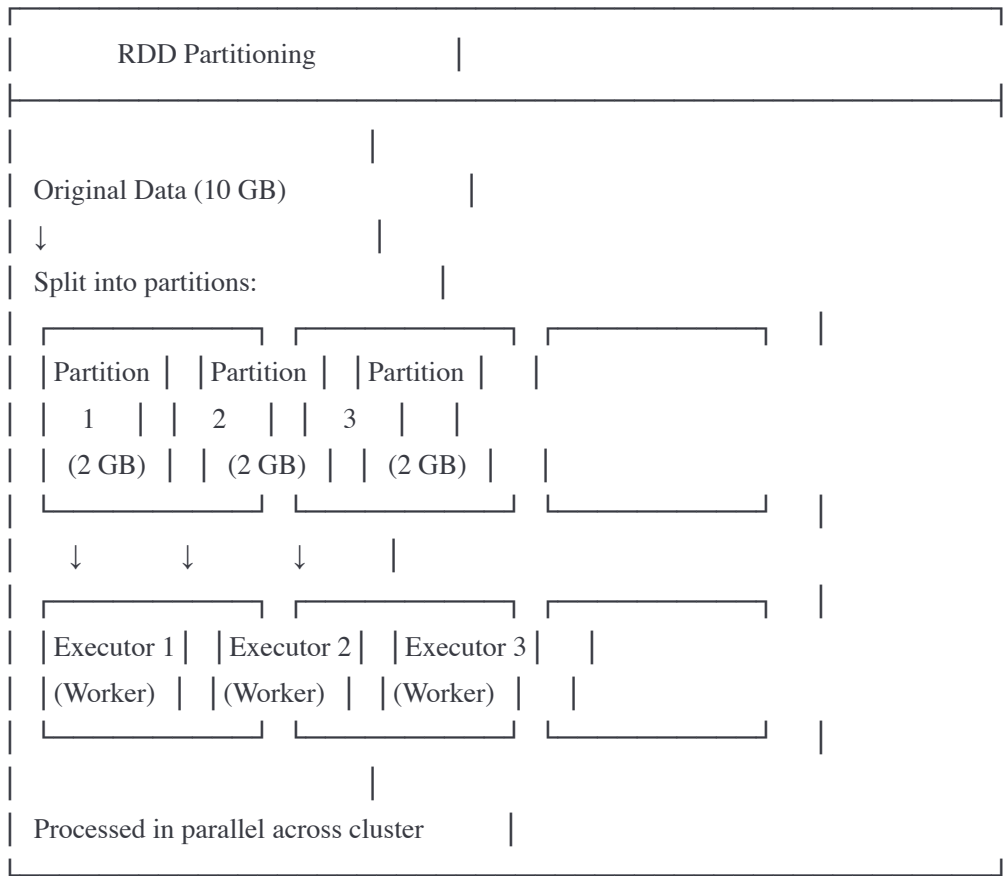 RDD Partitioning
Original Data (10 GB)
↓
Split into partitions:
Partition Partition Partition
1 2 3
(2 GB) (2 GB) (2 GB)
↓ ↓ ↓
Executor 1 Executor 2 Executor 3
(Worker) (Worker) (Worker)
Processed in parallel across cluster